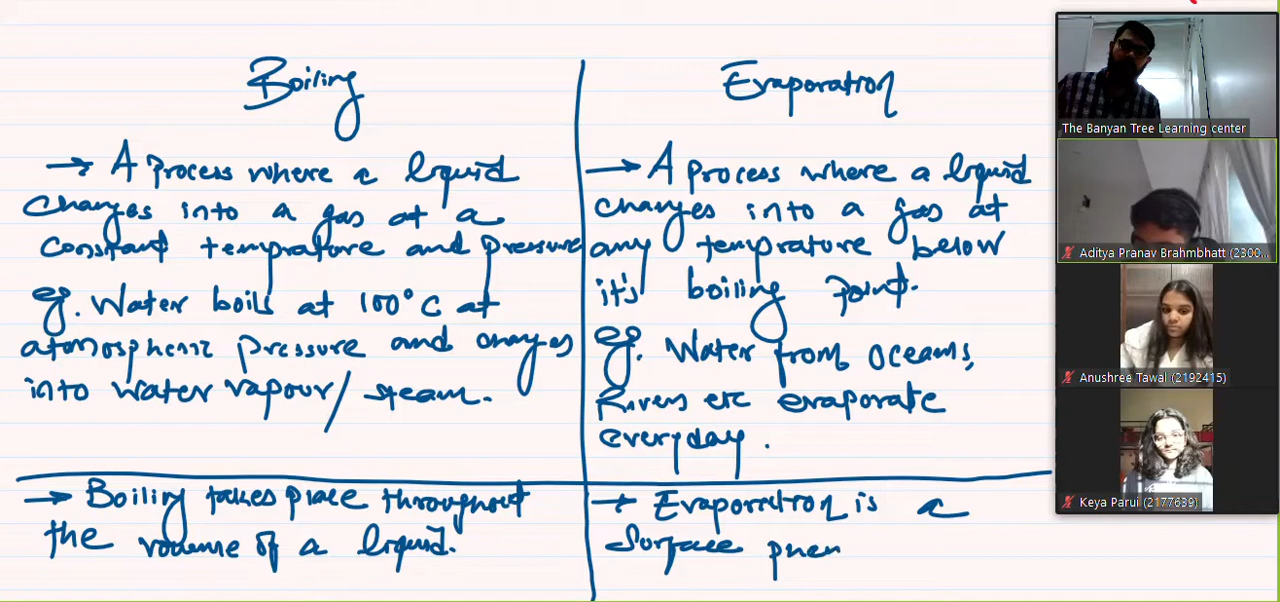 Boiling
→ A process where a liquid
changes into a gas at a
constant temprature and pressure
eg. Water boils at 100°C at
atomospheric pressure and changes
into water vapour/ steam.
→ Boiling takes place throughout
the volume of a liquid.
Evaporation
→ A process where a liquid
changes into a gas at
any temprature below
it's boiling point.
eg. Water from oceans,
Rivers etc evaporate
everyday.
→ Evaporation is a
Surface phen
The Banyan Tree Learning center
Aditya Pranav Brahmbhatt (2300...
Anushree Tawal (2192415)
Keya Parui (2177639)